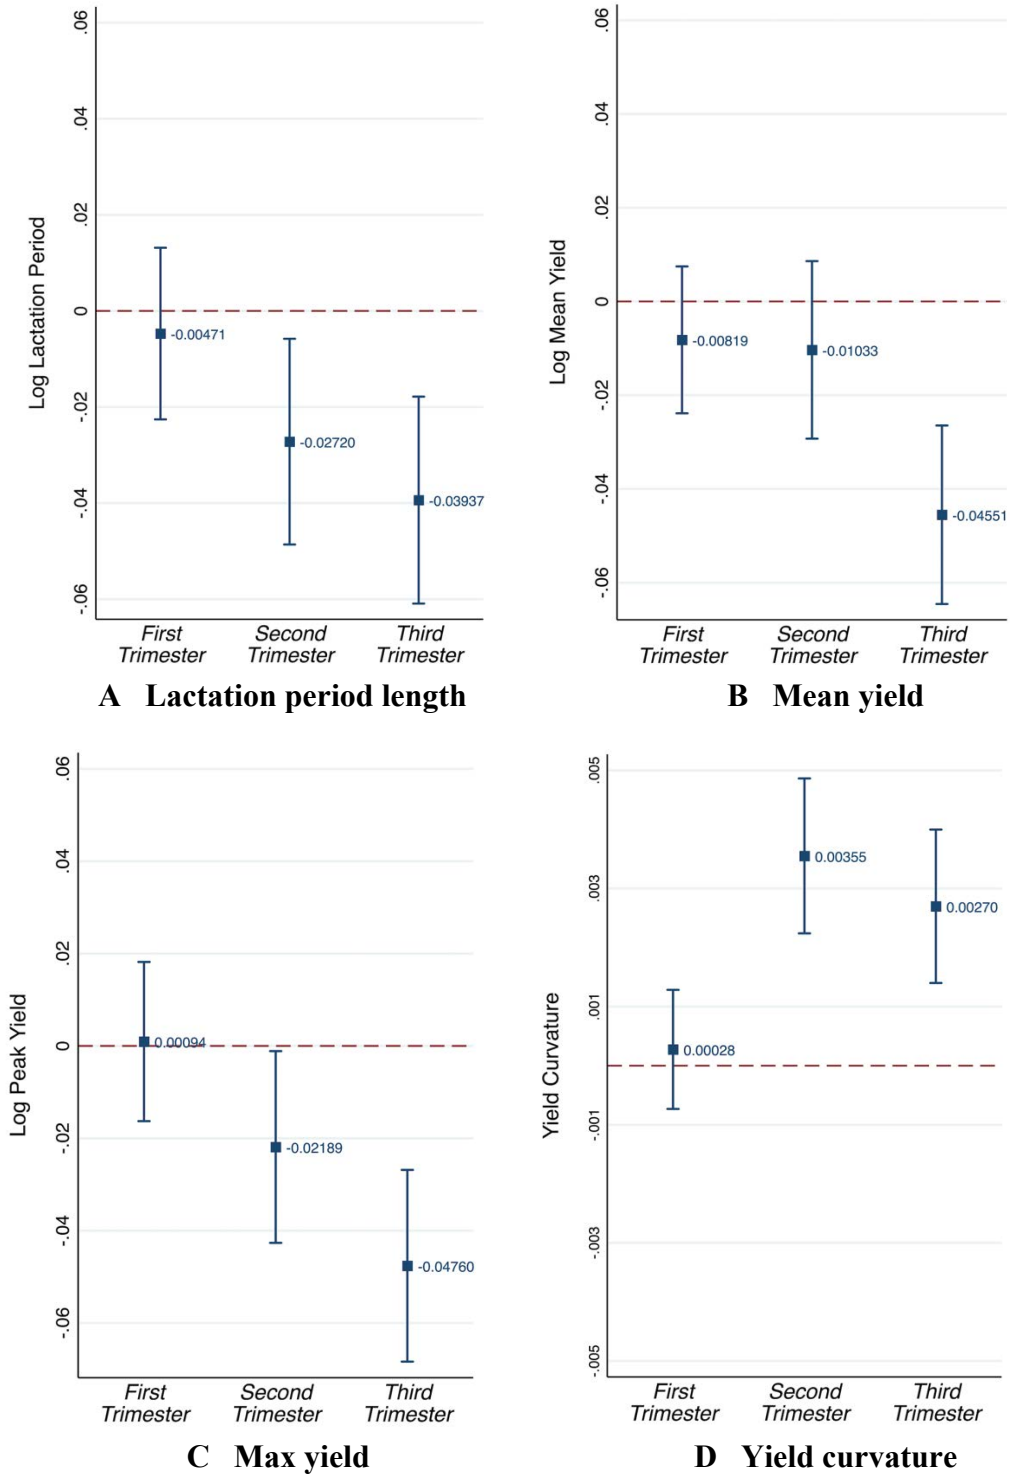 .06
.04
.02
0
-.02
-.04
-.06
Log Lactation Period
-0.00471
-0.02720
-0.03937
First
Trimester
Second
Trimester
Third
Trimester
A Lactation period length
.06
.04
.02
0
-.02
-.04
-.06
Log Mean Yield
-0.00819
-0.01033
-0.04551
First
Trimester
Second
Trimester
Third
Trimester
B Mean yield
.06
.04
.02
0
-.02
-.04
-.06
Log Peak Yield
0.00094
-0.02189
-0.04760
First
Trimester
Second
Trimester
Third
Trimester
C Max yield
.005
.003
.001
-.001
-.003
-.005
Yield Curvature
0.00028
0.00355
0.00270
First
Trimester
Second
Trimester
Third
Trimester
D Yield curvature